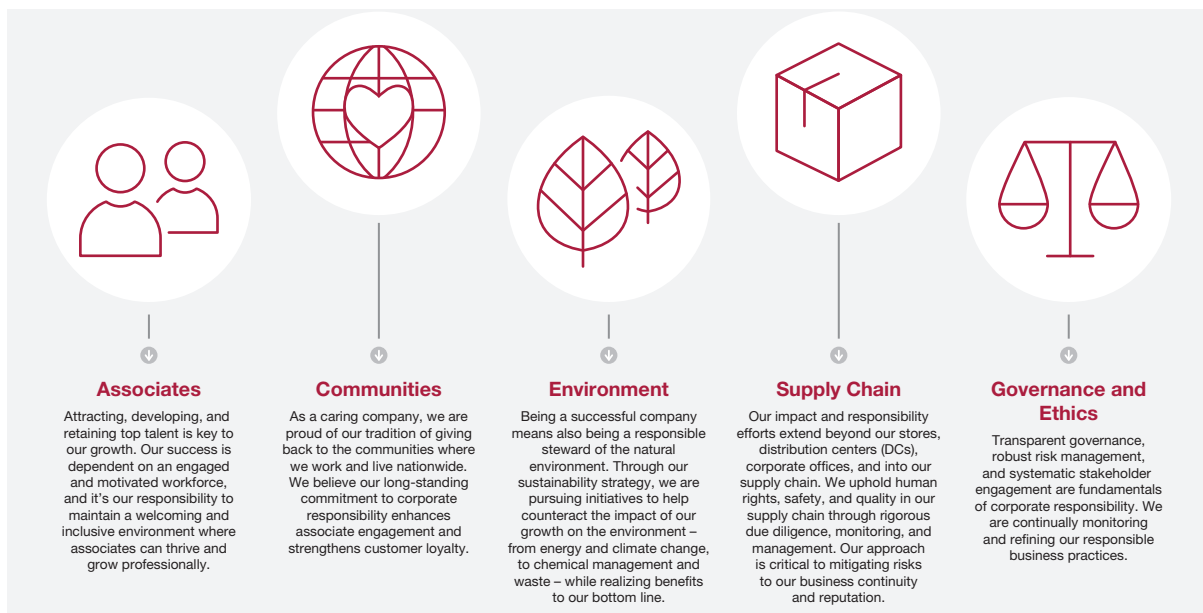 Associates
Attracting, developing, and
retaining top talent is key to
our growth. Our success is
dependent on an engaged
and motivated workforce,
and it’s our responsibility to
maintain a welcoming and
inclusive environment where
associates can thrive and
grow professionally.
Communities
As a caring company, we are
proud of our tradition of giving
back to the communities where
we work and live nationwide.
We believe our long-standing
commitment to corporate
responsibility enhances
associate engagement and
strengthens customer loyalty.
Environment
Being a successful company
means also being a responsible
steward of the natural
environment. Through our
sustainability strategy, we are
pursuing initiatives to help
counteract the impact of our
growth on the environment –
from energy and climate change,
to chemical management and
waste – while realizing benefits
to our bottom line.
Supply Chain
Our impact and responsibility
efforts extend beyond our stores,
distribution centers (DCs),
corporate offices, and into our
supply chain. We uphold human
rights, safety, and quality in our
supply chain through rigorous
due diligence, monitoring, and
management. Our approach
is critical to mitigating risks
to our business continuity
and reputation.
Governance and
Ethics
Transparent governance,
robust risk management,
and systematic stakeholder
engagement are fundamentals
of corporate responsibility. We
are continually monitoring
and refining our responsible
business practices.